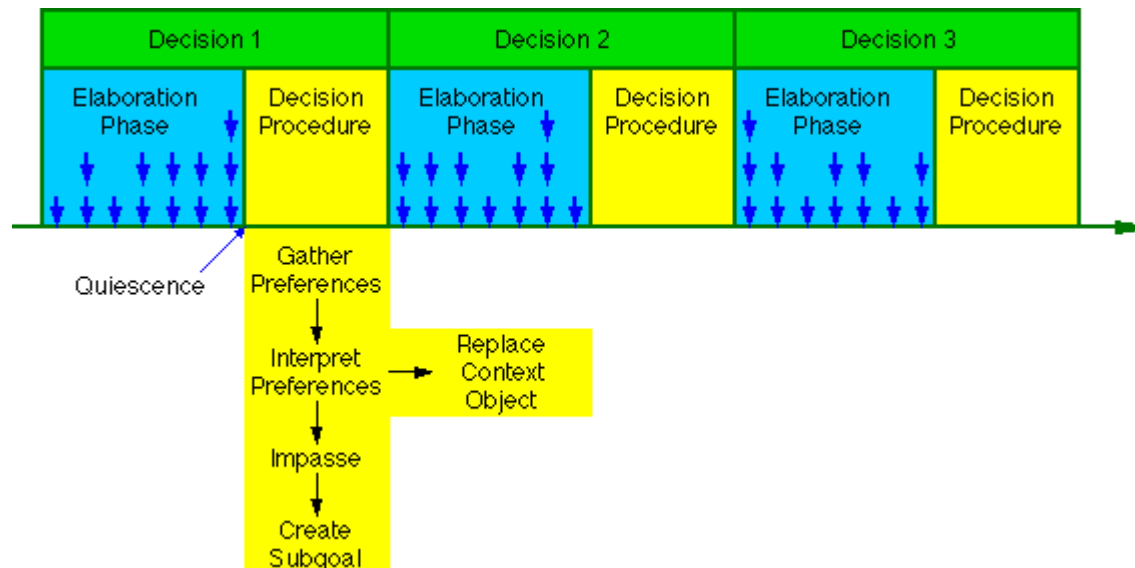 Decision 1
Decision 2
Decision 3
Elaboration
Phase
Decision
Procedure
Elaboration
Phase
Decision
Procedure
Elaboration
Phase
Decision
Procedure
Quiescence
Gather
Preferences
Interpret
Preferences
Replace
Context
Object
Impasse
Create
Subgoal